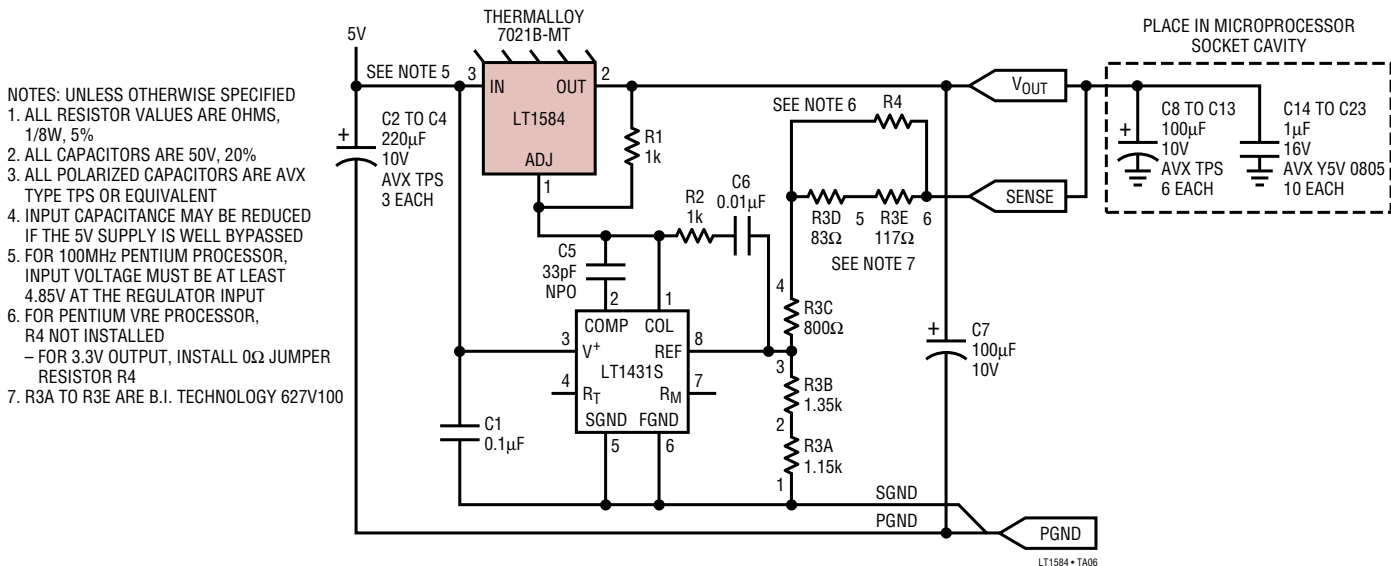 THERMALLOY
7021B-MT
PLACE IN MICROPROCESSOR
SOCKET CAVITY
5V
SEE NOTE 5
3
IN
OUT
2
LT1584
ADJ
1
NOTES: UNLESS OTHERWISE SPECIFIED
1. ALL RESISTOR VALUES ARE OHMS,
1/8W, 5%
2. ALL CAPACITORS ARE 50V, 20%
3. ALL POLARIZED CAPACITORS ARE AVX
TYPE TPS OR EQUIVALENT
4. INPUT CAPACITANCE MAY BE REDUCED
IF THE 5V SUPPLY IS WELL BYPASSED
5. FOR 100MHz PENTIUM PROCESSOR,
INPUT VOLTAGE MUST BE AT LEAST
4.85V AT THE REGULATOR INPUT
6. FOR PENTIUM VRE PROCESSOR,
R4 NOT INSTALLED
– FOR 3.3V OUTPUT, INSTALL 0Ω JUMPER
RESISTOR R4
7. R3A TO R3E ARE B.I. TECHNOLOGY 627V100
+
C2 TO C4
220µF
10V
AVX TPS
3 EACH
R1
1k
SEE NOTE 6
R4
VOUT
SENSE
+
C8 TO C13
100µF
10V
AVX TPS
6 EACH
C14 TO C23
1µF
16V
AVX Y5V 0805
10 EACH
R2
1k
C6
0.01µF
R3D
83Ω
5
R3E
117Ω
6
SEE NOTE 7
C5
33pF
NPO
2
1
4
R3C
800Ω
COMP
COL
3
V+
REF
8
LT1431S
4
RT
RM
7
SGND
FGND
5
6
3
R3B
1.35k
2
R3A
1.15k
1
+
C7
100µF
10V
C1
0.1µF
SGND
PGND
PGND
LT1584 • TA06